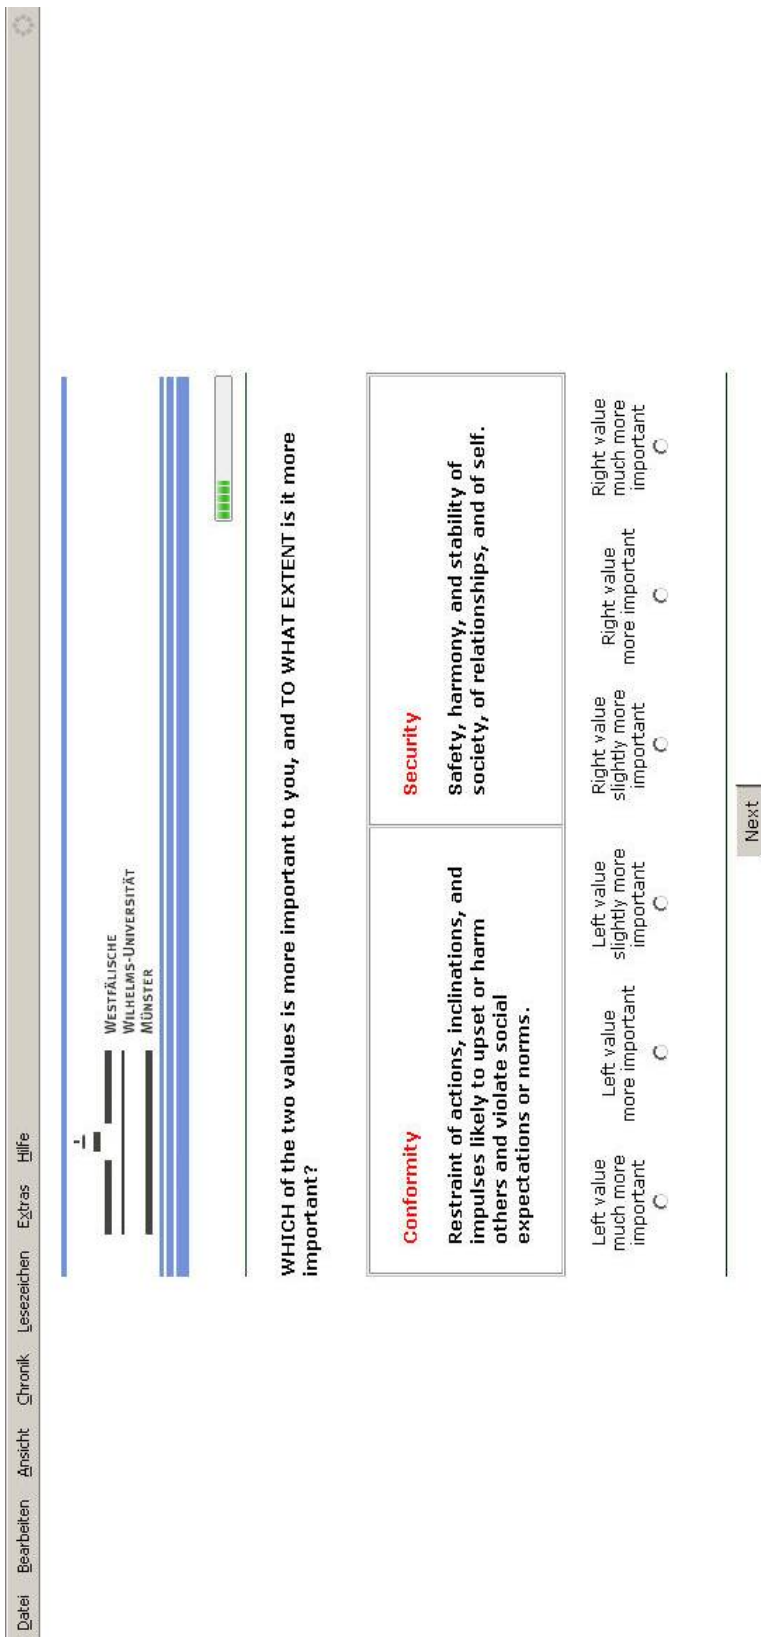 Datei Bearbeiten Ansicht Chronik Lesezeichen Extras Hilfe
WESTFÄLISCHE
WILHELMS-UNIVERSITÄT
MÜNSTER
WHICH of the two values is more important to you, and TO WHAT EXTENT is it more
important?
Conformity
Restraint of actions, inclinations, and
impulses likely to upset or harm
others and violate social
expectations or norms.
Security
Safety, harmony, and stability of
society, of relationships, and of self.
Left value
much more
important
Left value
more important
Left value
slightly more
important
Right value
slightly more
important
Right value
more important
Right value
much more
important
Next